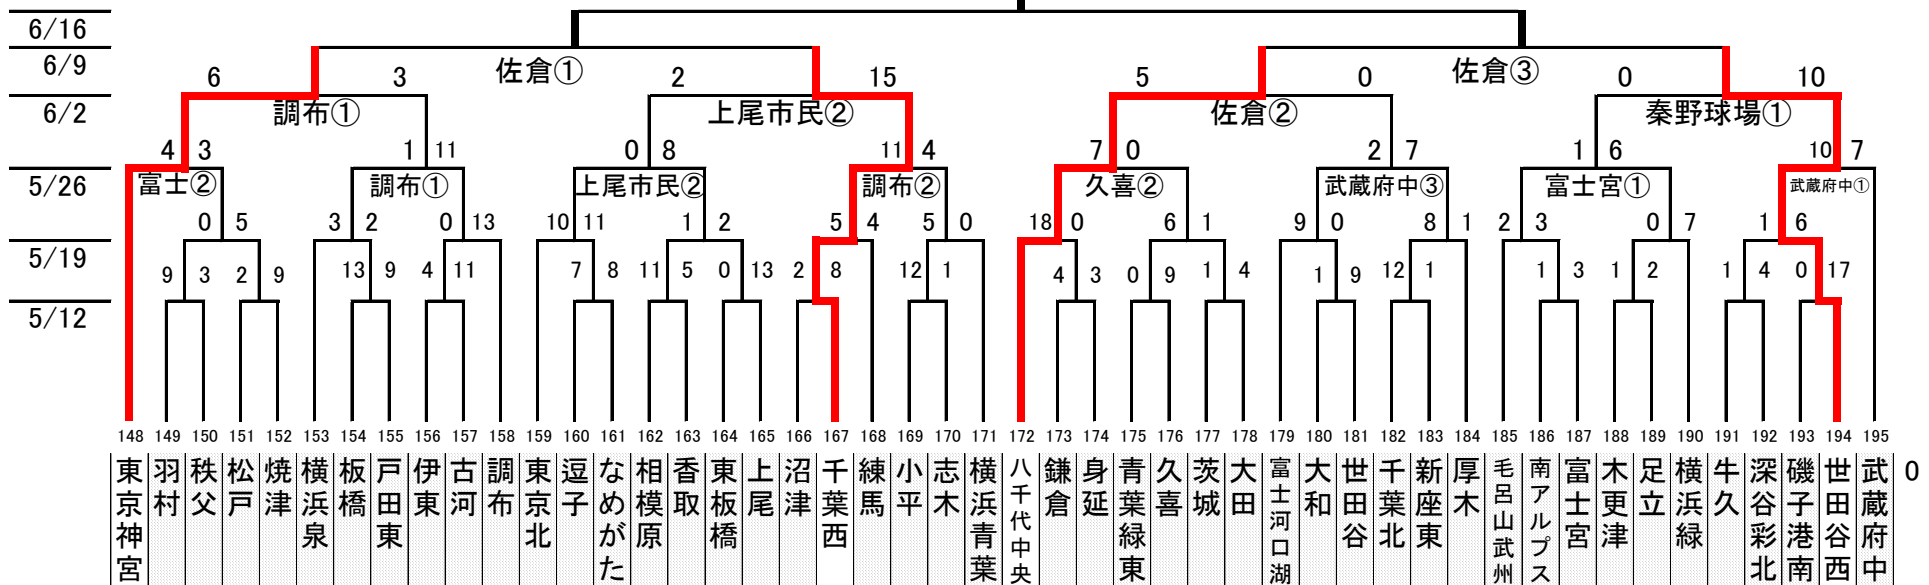 6/16
6/9
佐倉① 佐倉③
6 3 2 15 5 0 0 10
6/2
調布① 上尾市民② 佐倉② 秦野球場①
4 3 1 11 0 8 11 4 7 0 2 7 1 6 10 7
5/26
富士② 調布① 上尾市民② 調布② 久喜② 武蔵府中③ 富士宮① 武蔵府中①
0 5 3 2 0 13 10 11 1 2 5 4 5 0 18 0 6 1 9 0 8 1 2 3 0 7 1 6
5/19
9 3 2 9 13 9 4 11 7 8 11 5 0 13 2 8 12 1 4 3 0 9 1 4 1 9 12 1 1 3 1 2 1 4 0 17
5/12
148 149 150 151 152 153 154 155 156 157 158 159 160 161 162 163 164 165 166 167 168 169 170 171 172 173 174 175 176 177 178 179 180 181 182 183 184 185 186 187 188 189 190 191 192 193 194 195
東京神宮
羽村
秩父
松戸
焼津
横浜泉
板橋
戸田東
伊東
古河
調布
東京北
逗子
なめがた
相模原
香取
東板橋
上尾
沼津
千葉西
練馬
小平
志木
横浜青葉
八千代中央
鎌倉
身延
青葉緑東
久喜
茨城
大田
富士河口湖
大和
世田谷
千葉北
新座東
厚木
毛呂山武州
南アルプス
富士宮
木更津
足立
横浜緑
牛久
深谷彩北
磯子港南
世田谷西
武蔵府中
0